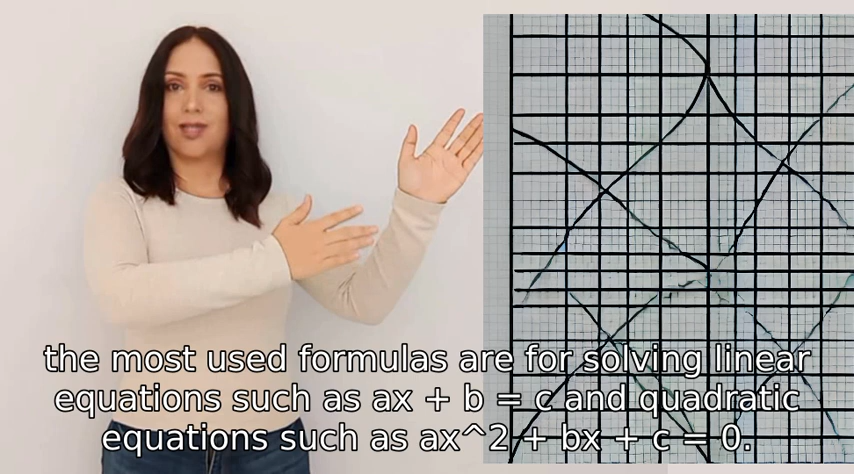 the most used formulas are for solving linear
equations such as ax + b = c and quadratic
equations such as ax^2 + bx + c = 0.